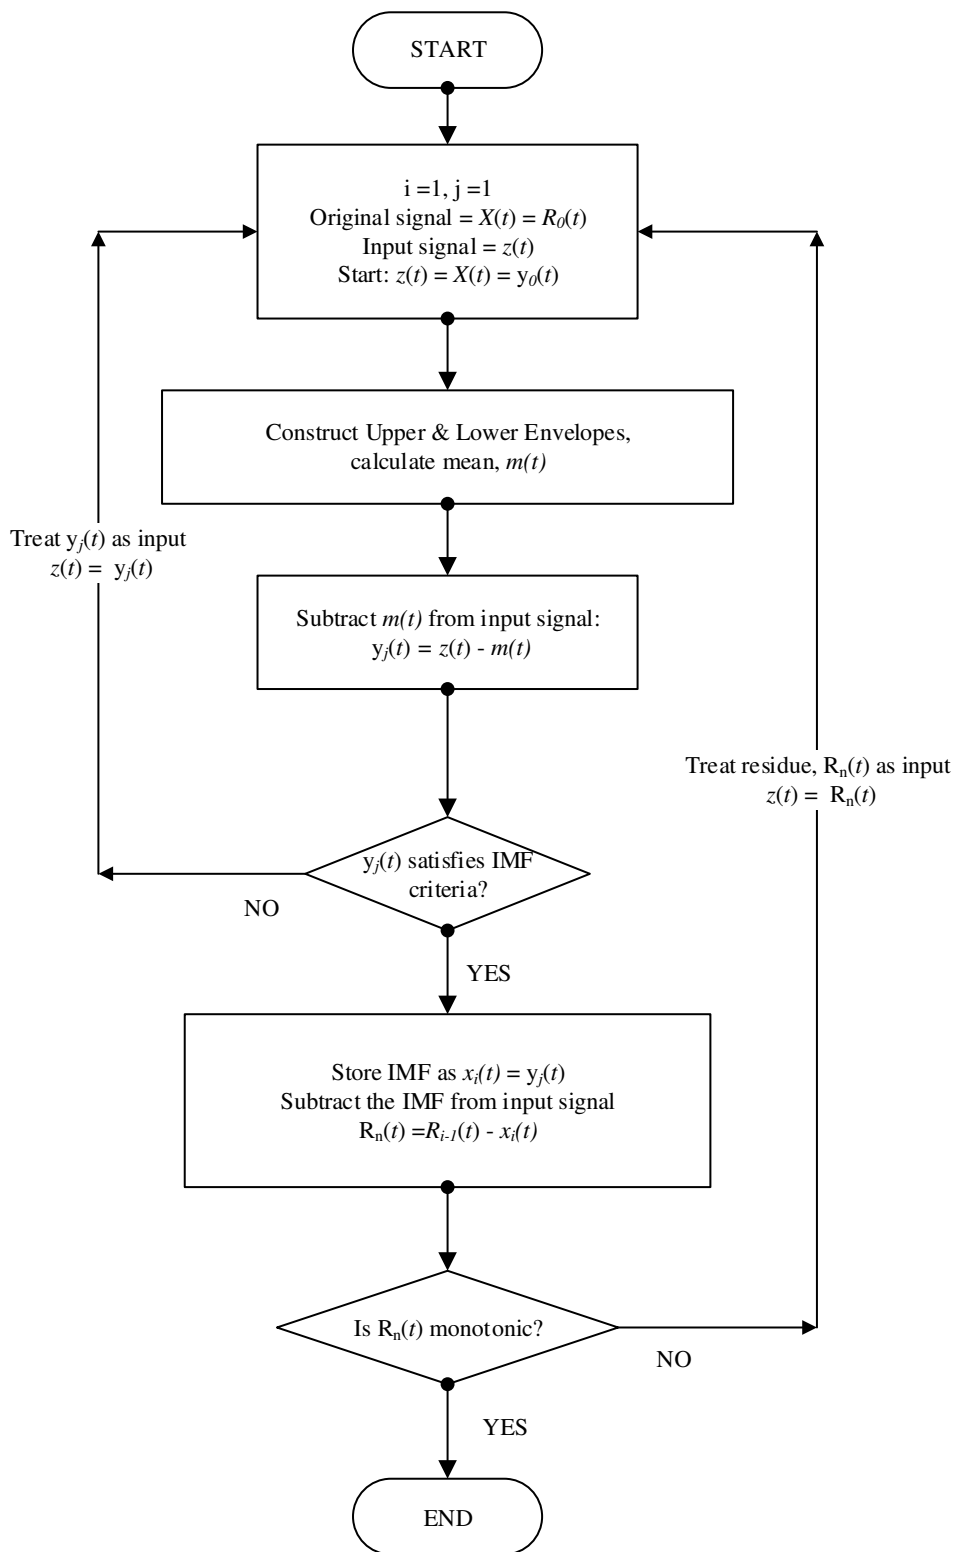 START
i =1, j =1
Original signal = X(t) = R₀(t)
Input signal = z(t)
Start: z(t) = X(t) = y₀(t)
Construct Upper & Lower Envelopes,
calculate mean, m(t)
Treat yⱼ(t) as input
z(t) = yⱼ(t)
Subtract m(t) from input signal:
yⱼ(t) = z(t) - m(t)
Treat residue, Rₙ(t) as input
z(t) = Rₙ(t)
yⱼ(t) satisfies IMF
criteria?
NO
YES
Store IMF as xᵢ(t) = yⱼ(t)
Subtract the IMF from input signal
Rₙ(t) =Rᵢ₋₁(t) - xᵢ(t)
Is Rₙ(t) monotonic?
NO
YES
END